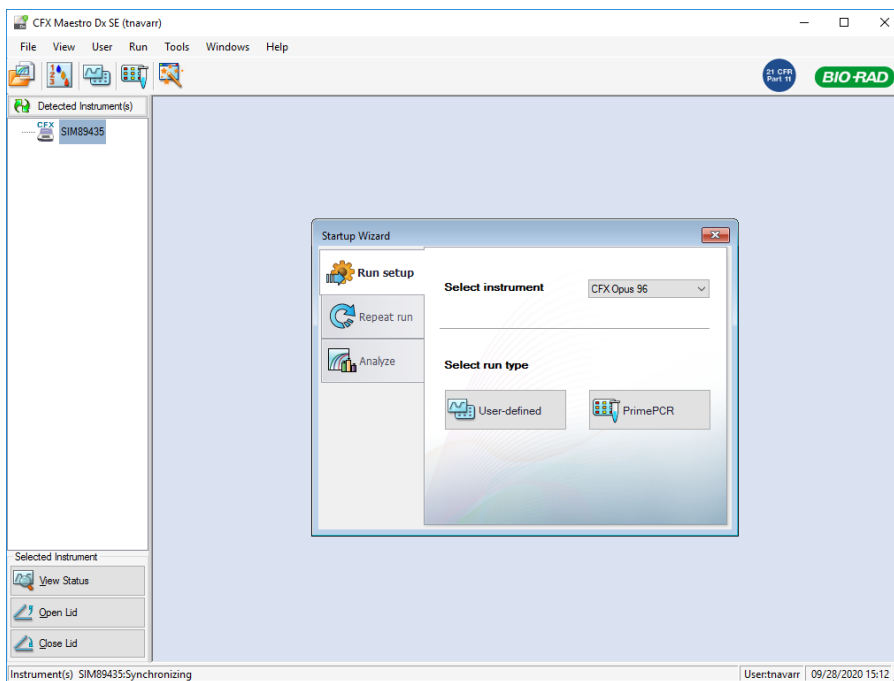 CFX Maestro Dx SE (tnavarr)
File View User Run Tools Windows Help
1
2
3
21 CFR
Part 11
BIO-RAD
Detected Instrument(s)
CFX
SIM89435
Startup Wizard
Run setup
Repeat run
Analyze
Select instrument
CFX Opus 96
Select run type
User-defined
PrimePCR
Selected Instrument
View Status
Open Lid
Close Lid
Instrument(s) SIM89435:Synchronizing
User:tnavarr 09/28/2020 15:12